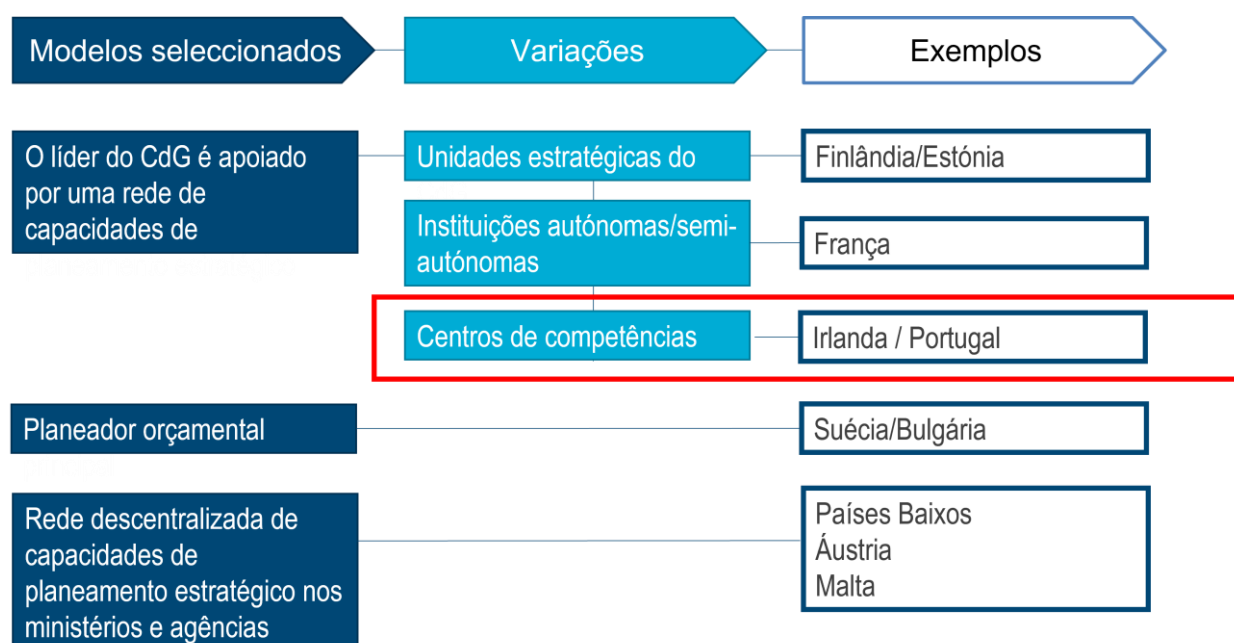 Modelos seleccionados
Variações
Exemplos
O líder do CdG é apoiado
por uma rede de
capacidades de
Unidades estratégicas do
Finlândia/Estónia
Instituições autónomas/semi-
autónomas
França
Centros de competências
Irlanda / Portugal
Planeador orçamental
Suécia/Bulgária
Rede descentralizada de
capacidades de
planeamento estratégico nos
ministérios e agências
Países Baixos
Áustria
Malta